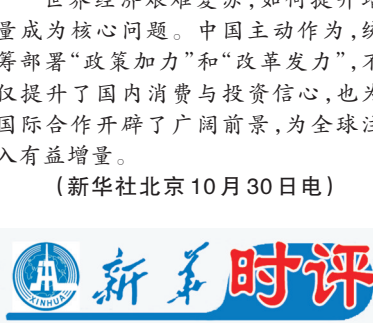 世界经济艰难复苏，如何提升增
量成为核心问题。中国主动作为，统
筹部署“政策加力”和“改革发力”，不
仅提升了国内消费与投资信心，也为
国际合作开辟了广阔前景，为全球注
入有益增量。
（新华社北京10月30日电）
新华 时评
XINHUA